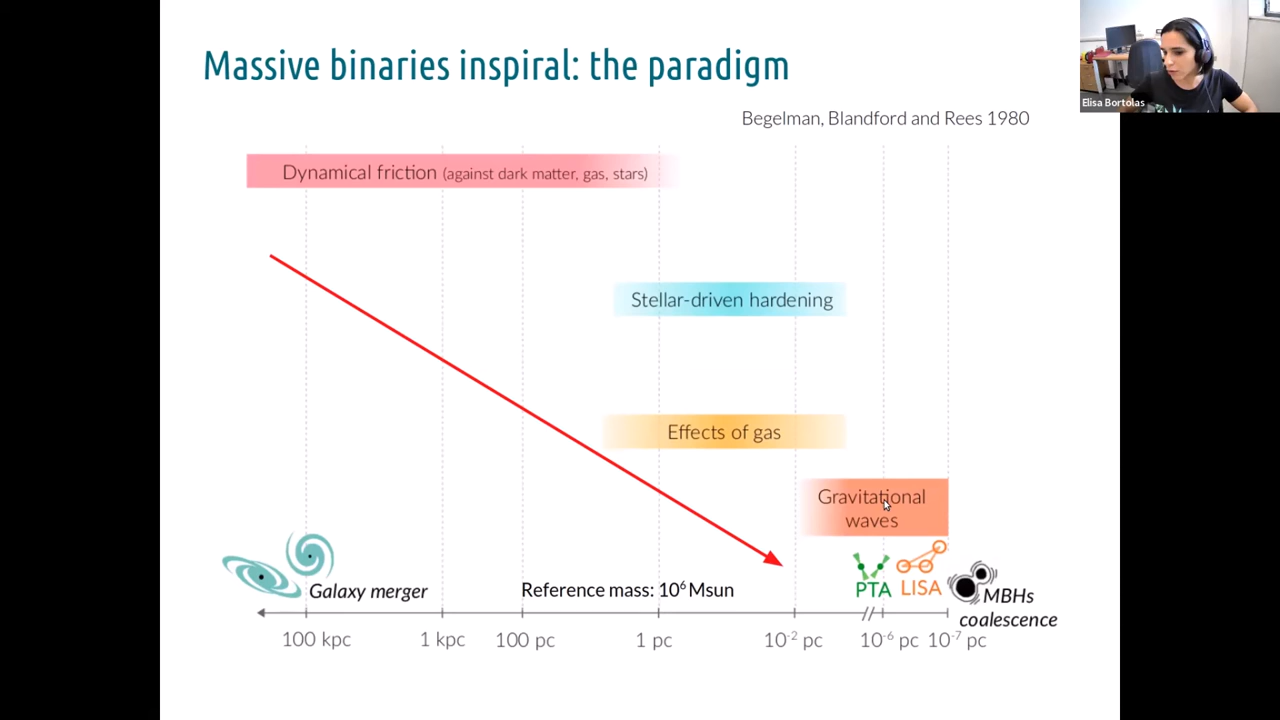 Massive binaries inspiral: the paradigm
Elisa Bortolas
Begelman, Blandford and Rees 1980
Dynamical friction (against dark matter, gas, stars)
Stellar-driven hardening
Effects of gas
Gravitational
waves
Galaxy merger
Reference mass: 10⁶ Msun
PTA
LISA
MBHs
coalescence
100 kpc
1 kpc
100 pc
1 pc
10⁻² pc
10⁻⁶ pc
10⁻⁷ pc